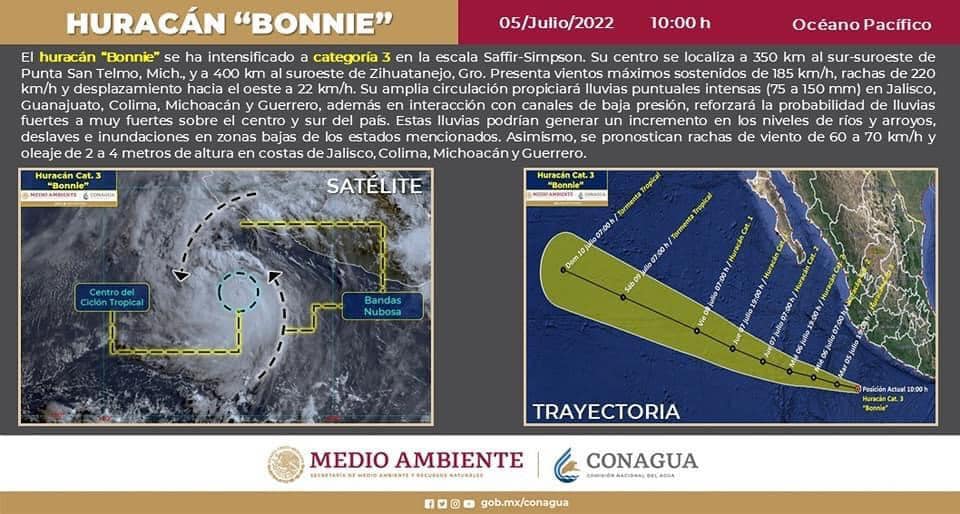 HURACÁN “BONNIE”
05/Julio/2022
10:00 h
Océano Pacífico
El huracán “Bonnie” se ha intensificado a categoría 3 en la escala Saffir-Simpson. Su centro se localiza a 350 km al sur-suroeste de
Punta San Telmo, Mich., y a 400 km al suroeste de Zihuatanejo, Gro. Presenta vientos máximos sostenidos de 185 km/h, rachas de 220
km/h y desplazamiento hacia el oeste a 22 km/h. Su amplia circulación propiciará lluvias puntuales intensas (75 a 150 mm) en Jalisco,
Guanajuato, Colima, Michoacán y Guerrero, además en interacción con canales de baja presión, reforzará la probabilidad de lluvias
fuertes a muy fuertes sobre el centro y sur del país. Estas lluvias podrían generar un incremento en los niveles de ríos y arroyos,
deslaves e inundaciones en zonas bajas de los estados mencionados. Asimismo, se pronostican rachas de viento de 60 a 70 km/h y
oleaje de 2 a 4 metros de altura en costas de Jalisco, Colima, Michoacán y Guerrero.
Huracán Cat. 3
“Bonnie”
MEDIO AMBIENTE
CONAGUA
SATÉLITE
Centro del
Ciclón Tropical
Bandas
Nubosa
Huracán Cat. 3
“Bonnie”
MEDIO AMBIENTE
CONAGUA
Dom 10 julio 07:00 h / Tormenta Tropical
Sáb 09 julio 07:00 h / Tormenta Tropical
Vie 08 julio 07:00 h / Huracán Cat. 1
Jue 07 julio 19:00 h / Huracán Cat.
Jue 07 julio 07:00 h / Huracán Cat. 2
Mié 06 julio 19:00 h / Huracán Cat.
Mié 06 julio 07:00 h
Mar 05 julio
Posición Actual 10:00 h
Huracán Cat. 3
“Bonnie”
TRAYECTORIA
MEDIO AMBIENTE
SECRETARÍA DE MEDIO AMBIENTE Y RECURSOS NATURALES
CONAGUA
COMISIÓN NACIONAL DEL AGUA
gob.mx/conagua